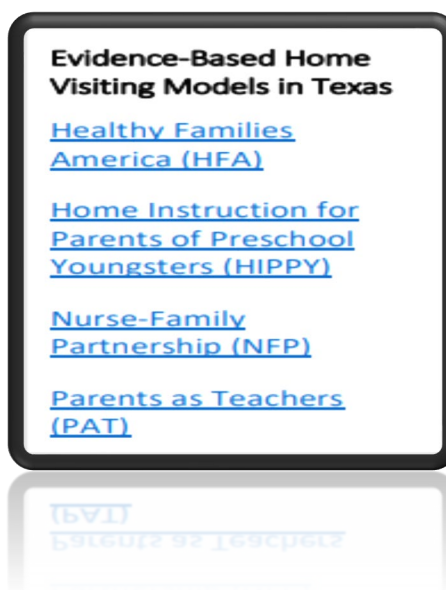 Evidence-Based Home
Visiting Models in Texas
Healthy Families
America (HFA)
Home Instruction for
Parents of Preschool
Youngsters (HIPPY)
Nurse-Family
Partnership (NFP)
Parents as Teachers
(PAT)